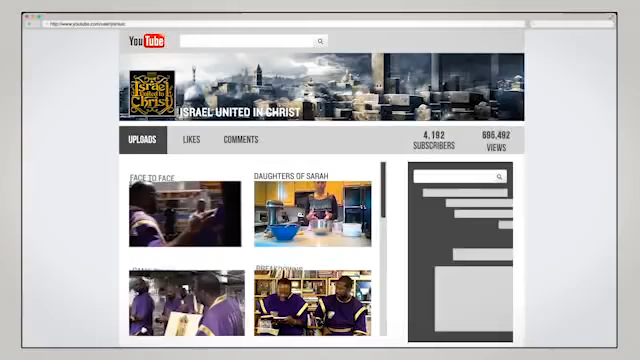 http://www.youtube.com/user/
YouTube
Israel
United in
Christ
ISRAEL UNITED IN CHRIST
UPLOADS LIKES COMMENTS 4,192 SUBSCRIBERS 695,492 VIEWS
FACE TO FACE DAUGHTERS OF SARAH
BREAKDOWNS